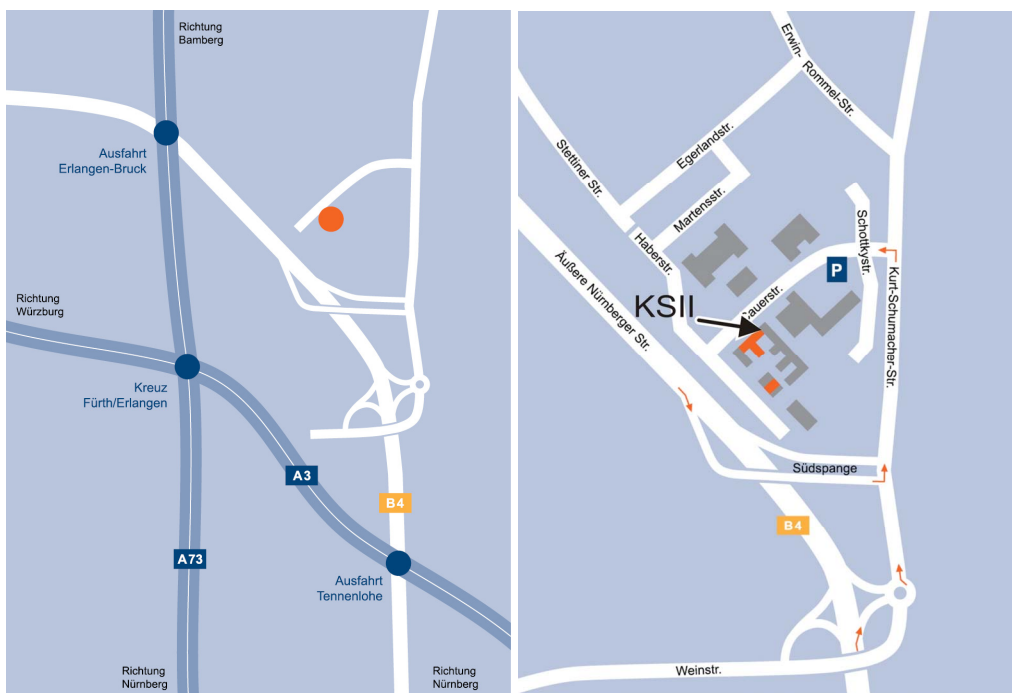 Richtung
Bamberg
Ausfahrt
Erlangen-Bruck
Richtung
Würzburg
Kreuz
Fürth/Erlangen
A3
B4
A73
Ausfahrt
Tennenlohe
Richtung
Nürnberg
Richtung
Nürnberg
Erwin-
Rommel-Str.
Egerlandstr.
Stettiner Str.
Martensstr.
Haberstr.
Schottkystr.
Äußere Nürnberger Str.
P
Kurt-Schumacher-Str.
KSII
Cauerstr.
Südspange
B4
Weinstr.